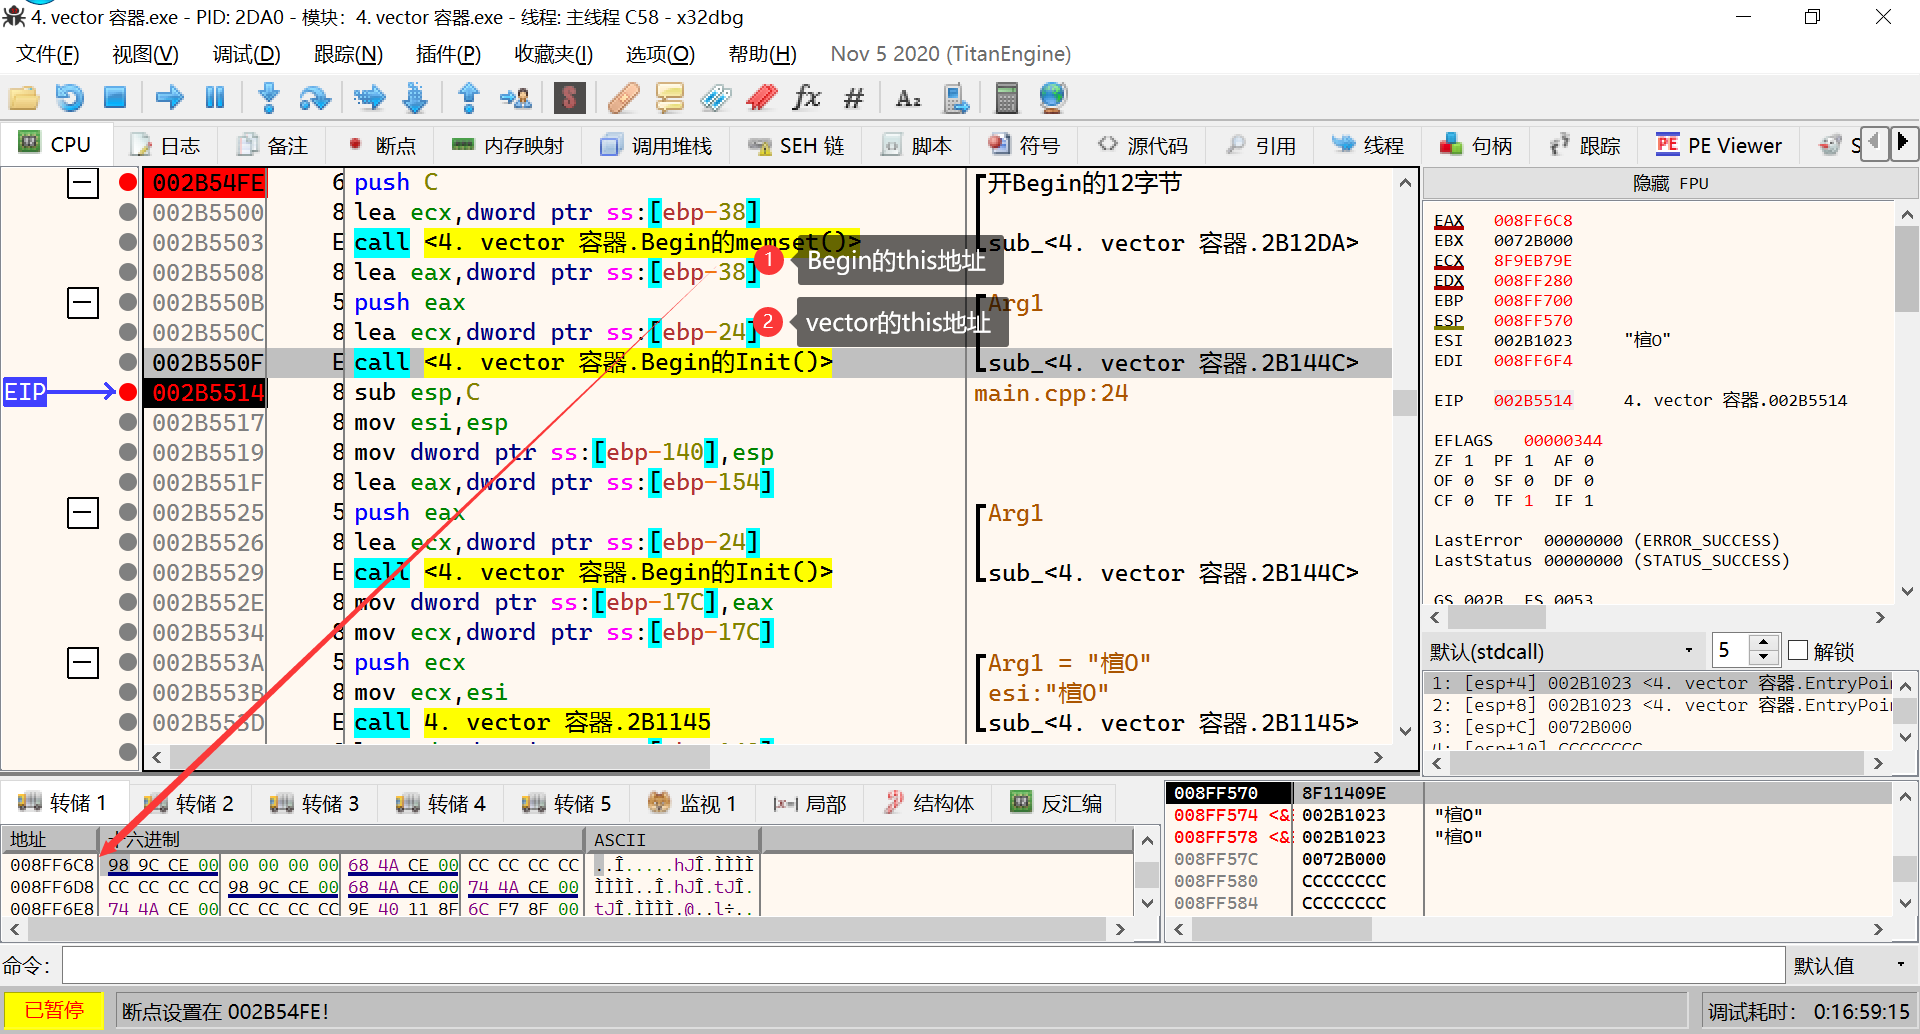 4. vector 容器.exe - PID: 2DA0 - 模块：4. vector 容器.exe - 线程: 主线程 C58 - x32dbg
文件(F) 视图(V) 调试(D) 跟踪(N) 插件(P) 收藏夹(I) 选项(O) 帮助(H) Nov 5 2020 (TitanEngine)
CPU 日志 备注 断点 内存映射 调用堆栈 SEH 链 脚本 符号 源代码 引用 线程 句柄 跟踪 PE Viewer
002B54FE 6 push C 开Begin的12字节
002B5500 8 lea ecx,dword ptr ss:[ebp-38]
002B5503 E call <4. vector 容器.Begin的memset()> sub_<4. vector 容器.2B12DA>
1 Begin的this地址
002B5508 8 lea eax,dword ptr ss:[ebp-38]
002B550B 5 push eax Arg1
2 vector的this地址
002B550C 8 lea ecx,dword ptr ss:[ebp-24]
002B550F E call <4. vector 容器.Begin的Init()> sub_<4. vector 容器.2B144C>
EIP 002B5514 8 sub esp,C main.cpp:24
002B5517 8 mov esi,esp
002B5519 8 mov dword ptr ss:[ebp-140],esp
002B551F 8 lea eax,dword ptr ss:[ebp-154]
002B5525 5 push eax Arg1
002B5526 8 lea ecx,dword ptr ss:[ebp-24]
002B5529 E call <4. vector 容器.Begin的Init()> sub_<4. vector 容器.2B144C>
002B552E 8 mov dword ptr ss:[ebp-17C],eax
002B5534 8 mov ecx,dword ptr ss:[ebp-17C]
002B553A 5 push ecx Arg1 = "楦O"
002B553B 8 mov ecx,esi esi:"楦O"
002B553D E call 4. vector 容器.2B1145 sub_<4. vector 容器.2B1145>
隐藏 FPU
EAX 008FF6C8
EBX 0072B000
ECX 8F9EB79E
EDX 008FF280
EBP 008FF700
ESP 008FF570
ESI 002B1023 "楦O"
EDI 008FF6F4
EIP 002B5514 4. vector 容器.002B5514
EFLAGS 00000344
ZF 1 PF 1 AF 0
OF 0 SF 0 DF 0
CF 0 TF 1 IF 1
LastError 00000000 (ERROR_SUCCESS)
LastStatus 00000000 (STATUS_SUCCESS)
GS 002B ES 0053
默认(stdcall) 5 解锁
1: [esp+4] 002B1023 <4. vector 容器.EntryPoi
2: [esp+8] 002B1023 <4. vector 容器.EntryPoi
3: [esp+C] 0072B000
4: [esp+10] CCCCCCCC
转储 1 转储 2 转储 3 转储 4 转储 5 监视 1 局部 结构体 反汇编
地址 十六进制 ASCII
008FF6C8 98 9C CE 00 00 00 00 00 68 4A CE 00 CC CC CC CC ..Î.....hJÎ.ÌÌÌÌ
008FF6D8 CC CC CC CC 98 9C CE 00 68 4A CE 00 74 4A CE 00 ÌÌÌÌ..Î.hJÎ.tJÎ.
008FF6E8 74 4A CE 00 CC CC CC CC 9E 40 11 8F 6C F7 8F 00 tJÎ.ÌÌÌÌ.@..l÷..
008FF570 8F11409E
008FF574 <& 002B1023 "楦O"
008FF578 <& 002B1023 "楦O"
008FF57C 0072B000
008FF580 CCCCCCCC
008FF584 CCCCCCCC
命令： 默认值
已暂停 断点设置在 002B54FE！ 调试耗时： 0:16:59:15